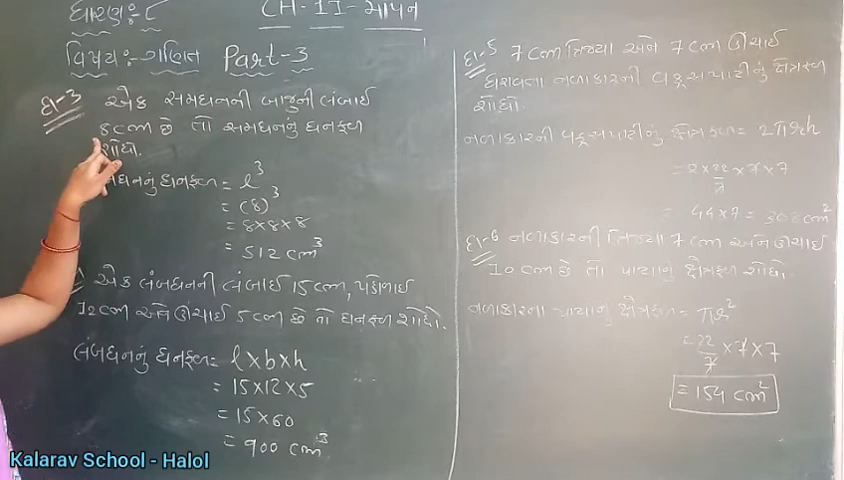 ધોરણ:- ૮ CH-11-માપન
વિષય:- ગણિત Part-3
દા-3 એક સમઘનની બાજુની લંબાઈ
8cm છે તો સમઘનનું ઘનફળ
શોધો.
ઘનનું ઘનફળ = l³
= (8)³
= 8×8×8
= 512 cm³
એક લંબઘનની લંબાઈ 15 cm, પહોળાઈ
12 cm અને ઊંચાઈ 5 cm છે તો ઘનફળ શોધો.
લંબઘનનું ઘનફળ = l×b×h
= 15×12×5
= 15×60
= 900 cm³
દા-5 7 cm ત્રિજ્યા અને 7 cm ઊંચાઈ
ધરાવતા નળાકારની વક્રસપાટીનું ક્ષેત્રફળ
શોધો.
નળાકારની વક્રસપાટીનું ક્ષેત્રફળ = 2πrh
= 2×22/7×7×7
= 44×7 = 308 cm²
દા-6 નળાકારની ત્રિજ્યા 7 cm અને ઊંચાઈ
10 cm છે તો પાયાનું ક્ષેત્રફળ શોધો.
નળાકારના પાયાનું ક્ષેત્રફળ = πr²
= 22/7×7×7
= 154 cm²
Kalarav School - Halol